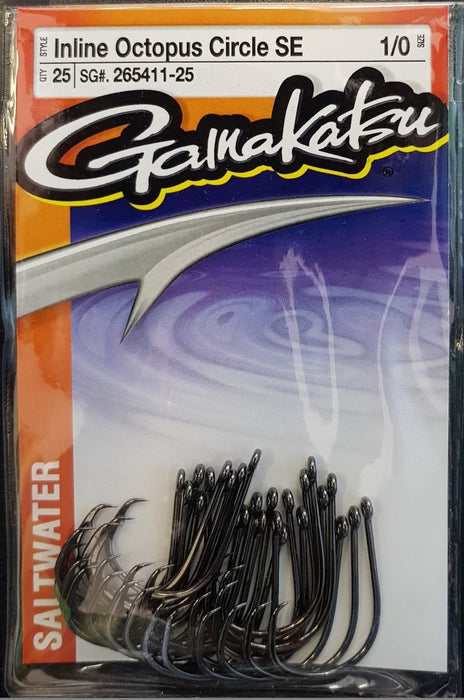 STYLE Inline Octopus Circle SE 1/0 SIZE
QTY 25 SG#. 265411-25
Gamakatsu®
SALTWATER